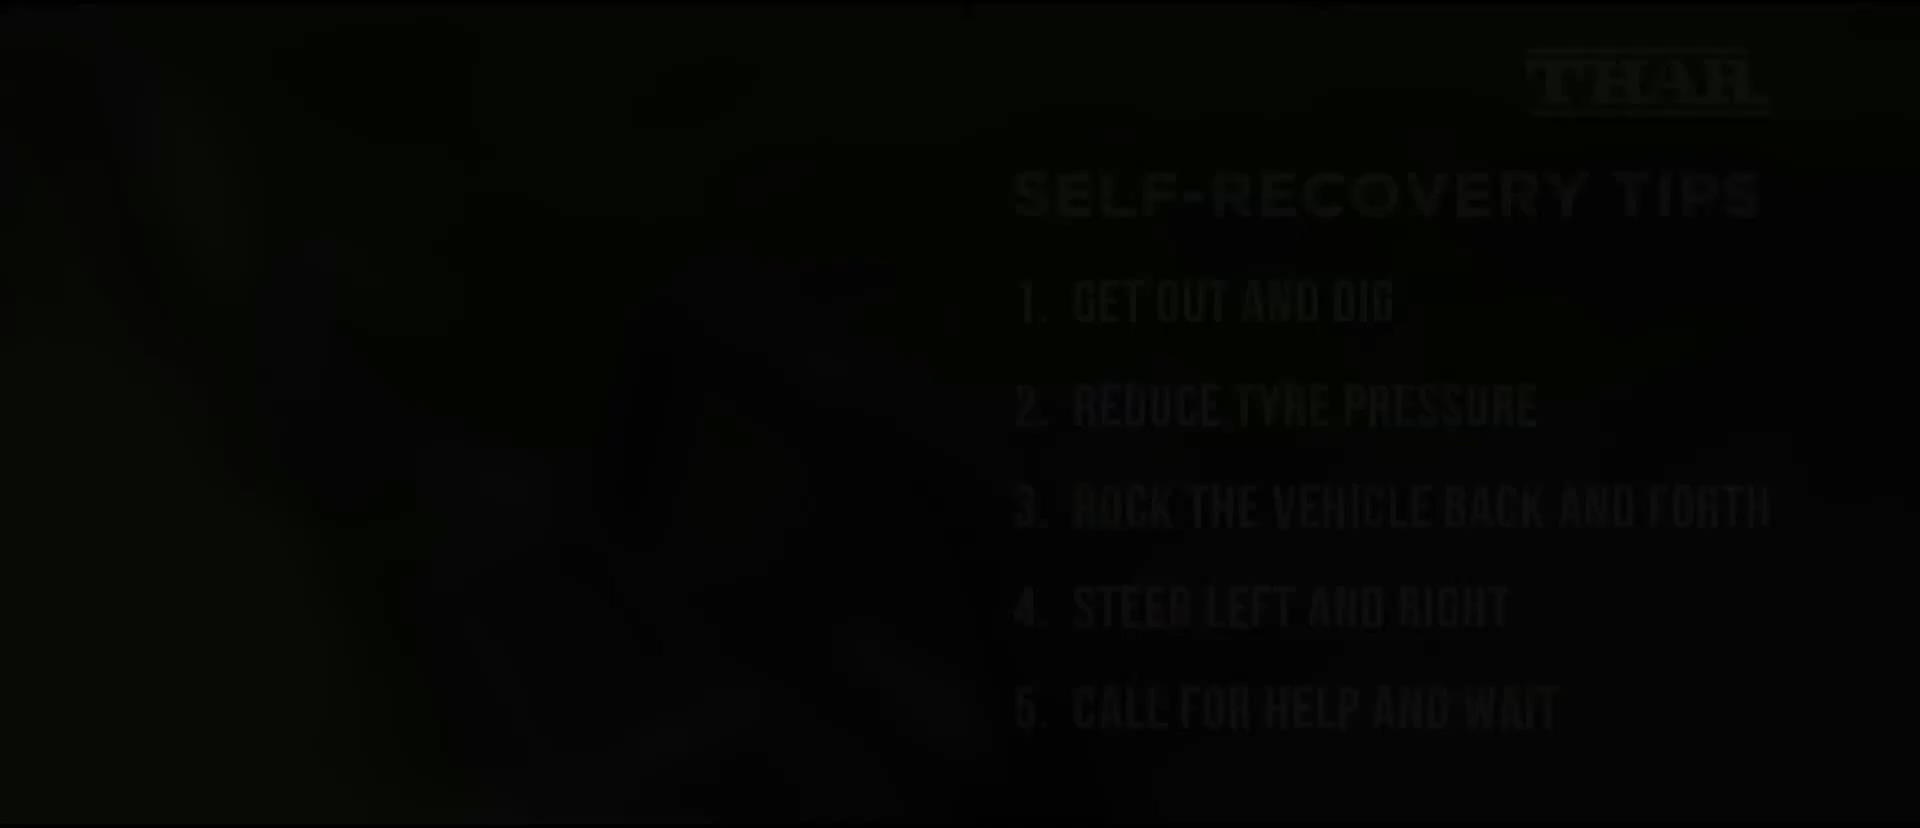 THAR
SELF-RECOVERY TIPS
1. GET OUT AND DIG
2. REDUCE TYRE PRESSURE
3. ROCK THE VEHICLE BACK AND FORTH
4. STEER LEFT AND RIGHT
5. CALL FOR HELP AND WAIT